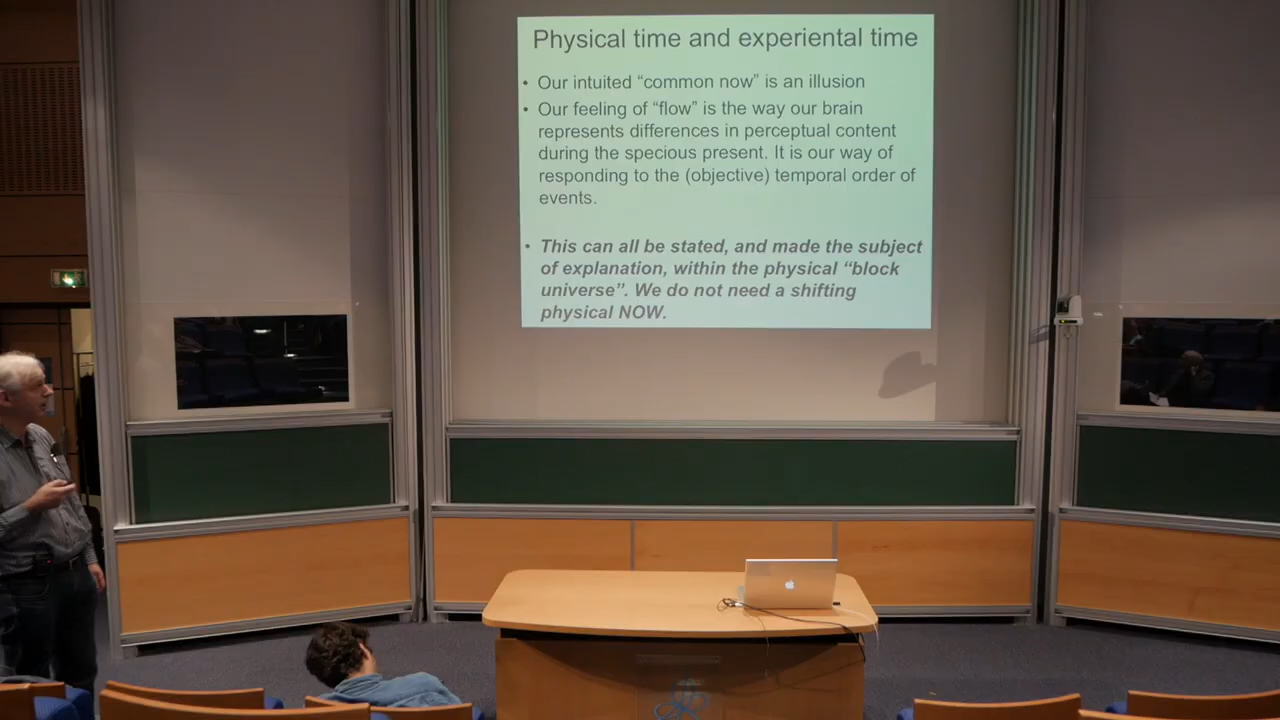 Physical time and experiental time
• Our intuited “common now” is an illusion
• Our feeling of “flow” is the way our brain
represents differences in perceptual content
during the specious present. It is our way of
responding to the (objective) temporal order of
events.
• This can all be stated, and made the subject
of explanation, within the physical “block
universe”. We do not need a shifting
physical NOW.